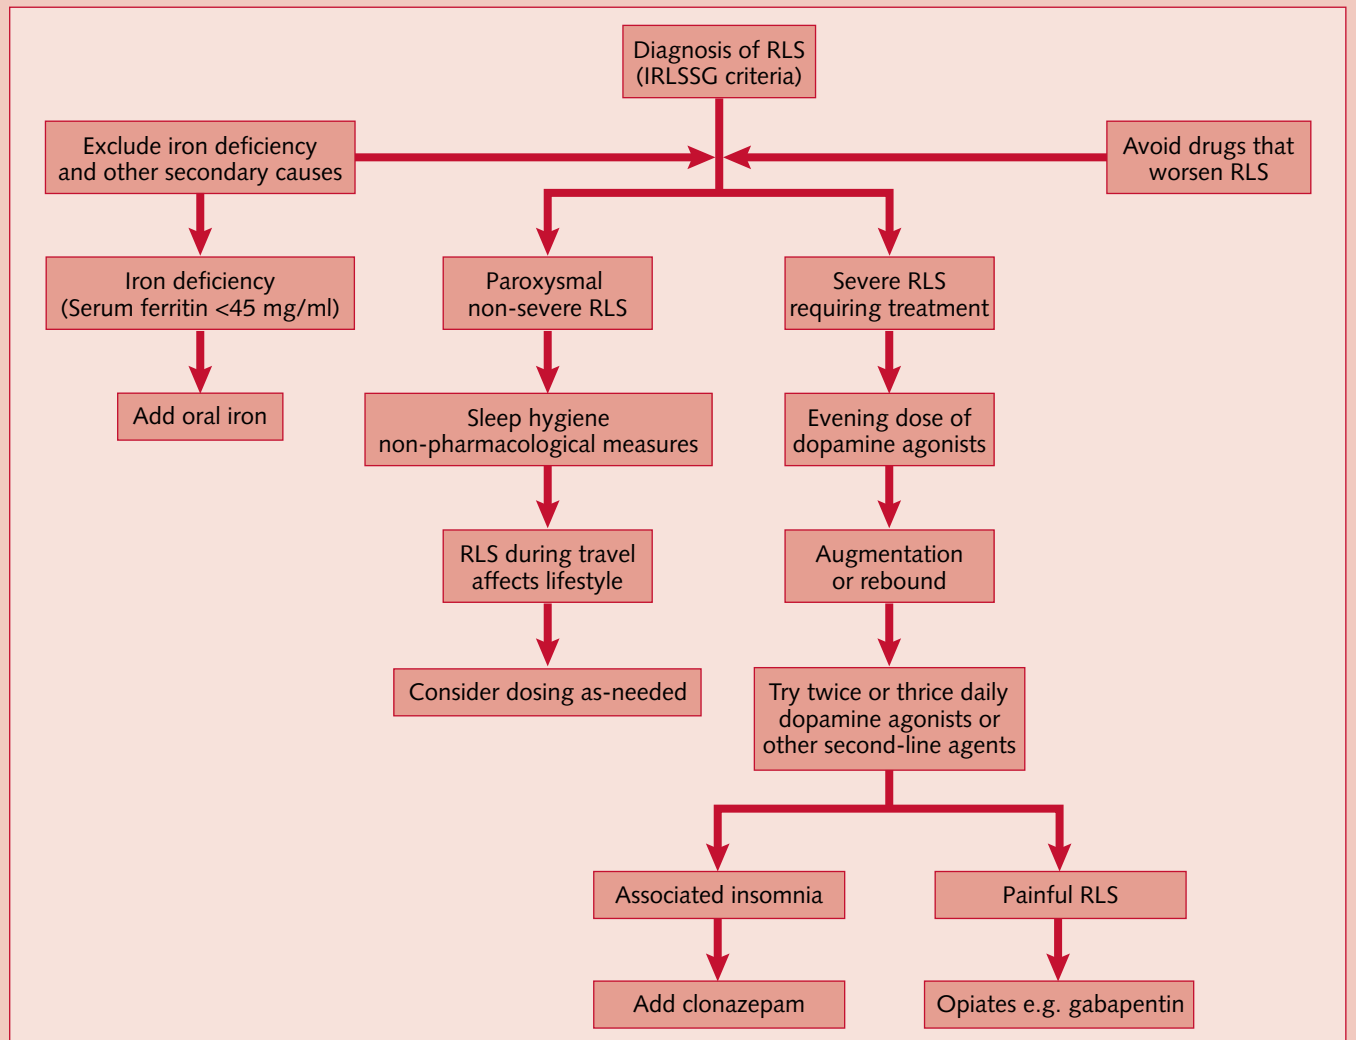 Diagnosis of RLS
(IRLSSG criteria)
Exclude iron deficiency
and other secondary causes
Avoid drugs that
worsen RLS
Iron deficiency
(Serum ferritin <45 mg/ml)
Paroxysmal
non-severe RLS
Severe RLS
requiring treatment
Add oral iron
Sleep hygiene
non-pharmacological measures
Evening dose of
dopamine agonists
RLS during travel
affects lifestyle
Augmentation
or rebound
Consider dosing as-needed
Try twice or thrice daily
dopamine agonists or
other second-line agents
Associated insomnia
Painful RLS
Add clonazepam
Opiates e.g. gabapentin